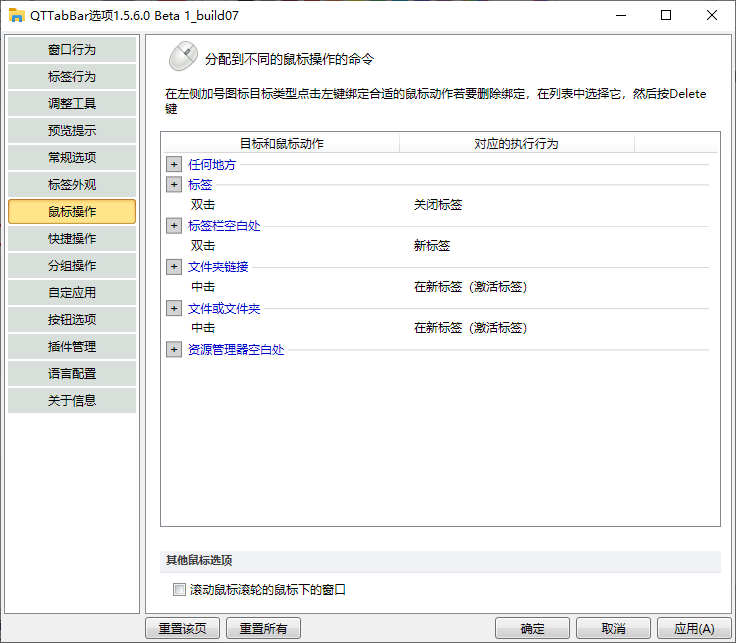 QTTabBar选项1.5.6.0 Beta 1_build07
窗口行为
标签行为
调整工具
预览提示
常规选项
标签外观
鼠标操作
快捷操作
分组操作
自定应用
按钮选项
插件管理
语言配置
关于信息
分配到不同的鼠标操作的命令
在左侧加号图标目标类型点击左键绑定合适的鼠标动作若要删除绑定，在列表中选择它，然后按Delete
键
目标和鼠标动作 对应的执行行为
任何地方
标签
双击 关闭标签
标签栏空白处
双击 新标签
文件夹链接
中击 在新标签（激活标签）
文件或文件夹
中击 在新标签（激活标签）
资源管理器空白处
其他鼠标选项
滚动鼠标滚轮的鼠标下的窗口
重置该页 重置所有 确定 取消 应用(A)